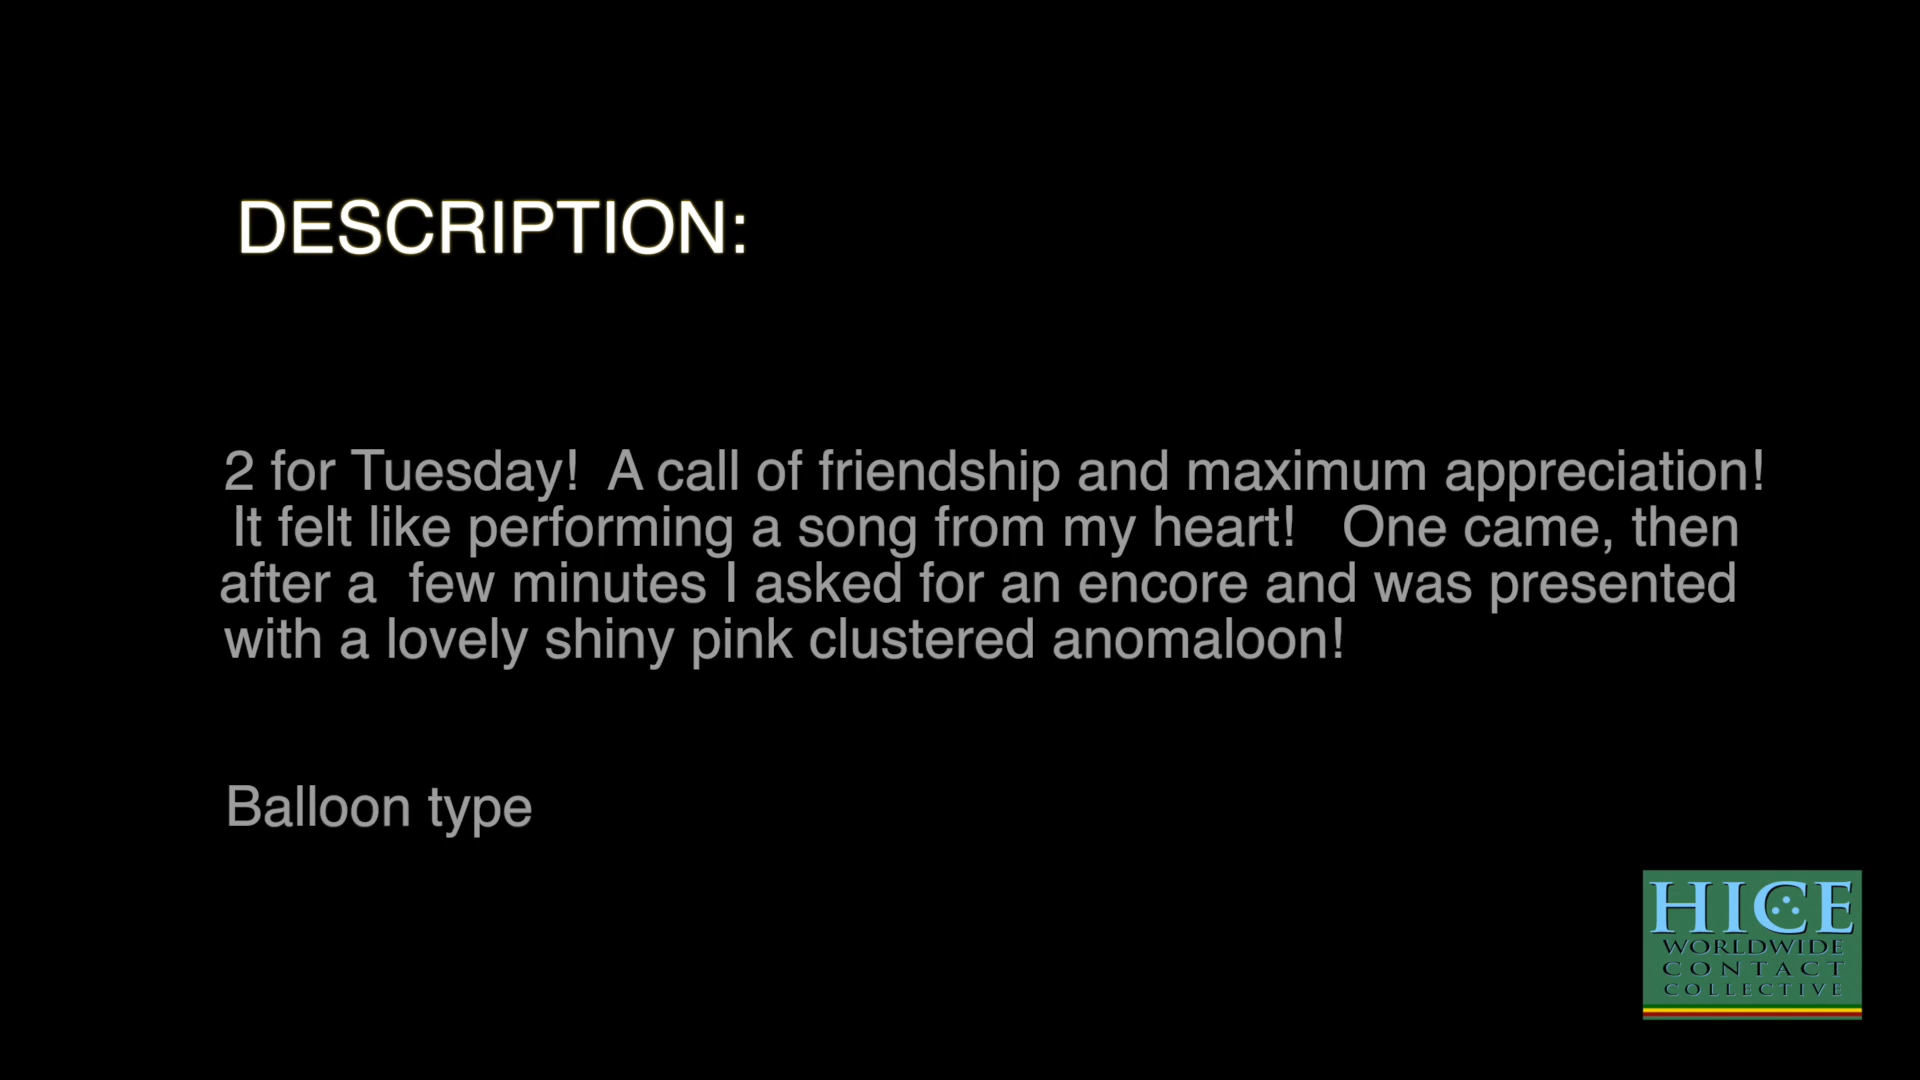 DESCRIPTION:
2 for Tuesday!  A call of friendship and maximum appreciation!
It felt like performing a song from my heart!   One came, then
after a  few minutes I asked for an encore and was presented
with a lovely shiny pink clustered anomaloon!
Balloon type
HICE
WORLDWIDE
CONTACT
COLLECTIVE